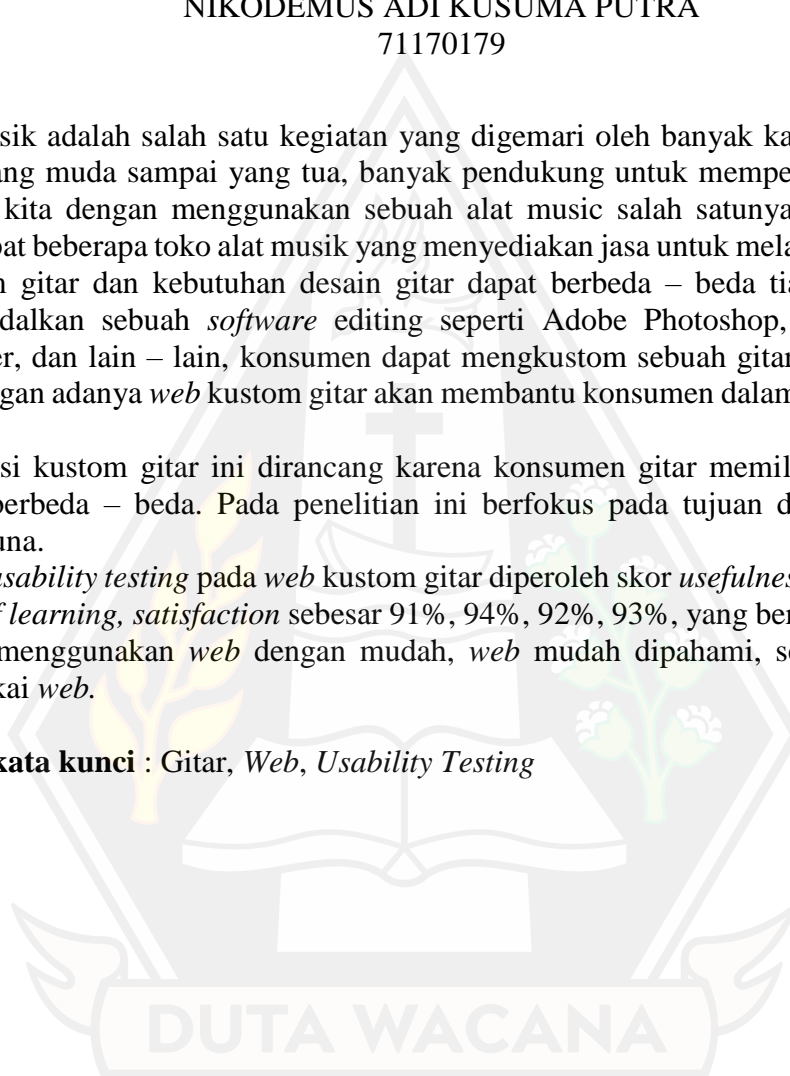 NIKODEMUS ADI KUSUMA PUTRA
71170179
sik adalah salah satu kegiatan yang digemari oleh banyak ka
ang muda sampai yang tua, banyak pendukung untuk mempe
kita dengan menggunakan sebuah alat music salah satunya
pat beberapa toko alat musik yang menyediakan jasa untuk mela
gitar dan kebutuhan desain gitar dapat berbeda – beda tia
dalkan sebuah software editing seperti Adobe Photoshop,
er, dan lain – lain, konsumen dapat mengkustom sebuah gitar
gan adanya web kustom gitar akan membantu konsumen dalam
si kustom gitar ini dirancang karena konsumen gitar memil
berbeda – beda. Pada penelitian ini berfokus pada tujuan d
una.
usability testing pada web kustom gitar diperoleh skor usefulnes
f learning, satisfaction sebesar 91%, 94%, 92%, 93%, yang ber
menggunakan web dengan mudah, web mudah dipahami, s
kai web.
kata kunci : Gitar, Web, Usability Testing
DUTA WACANA